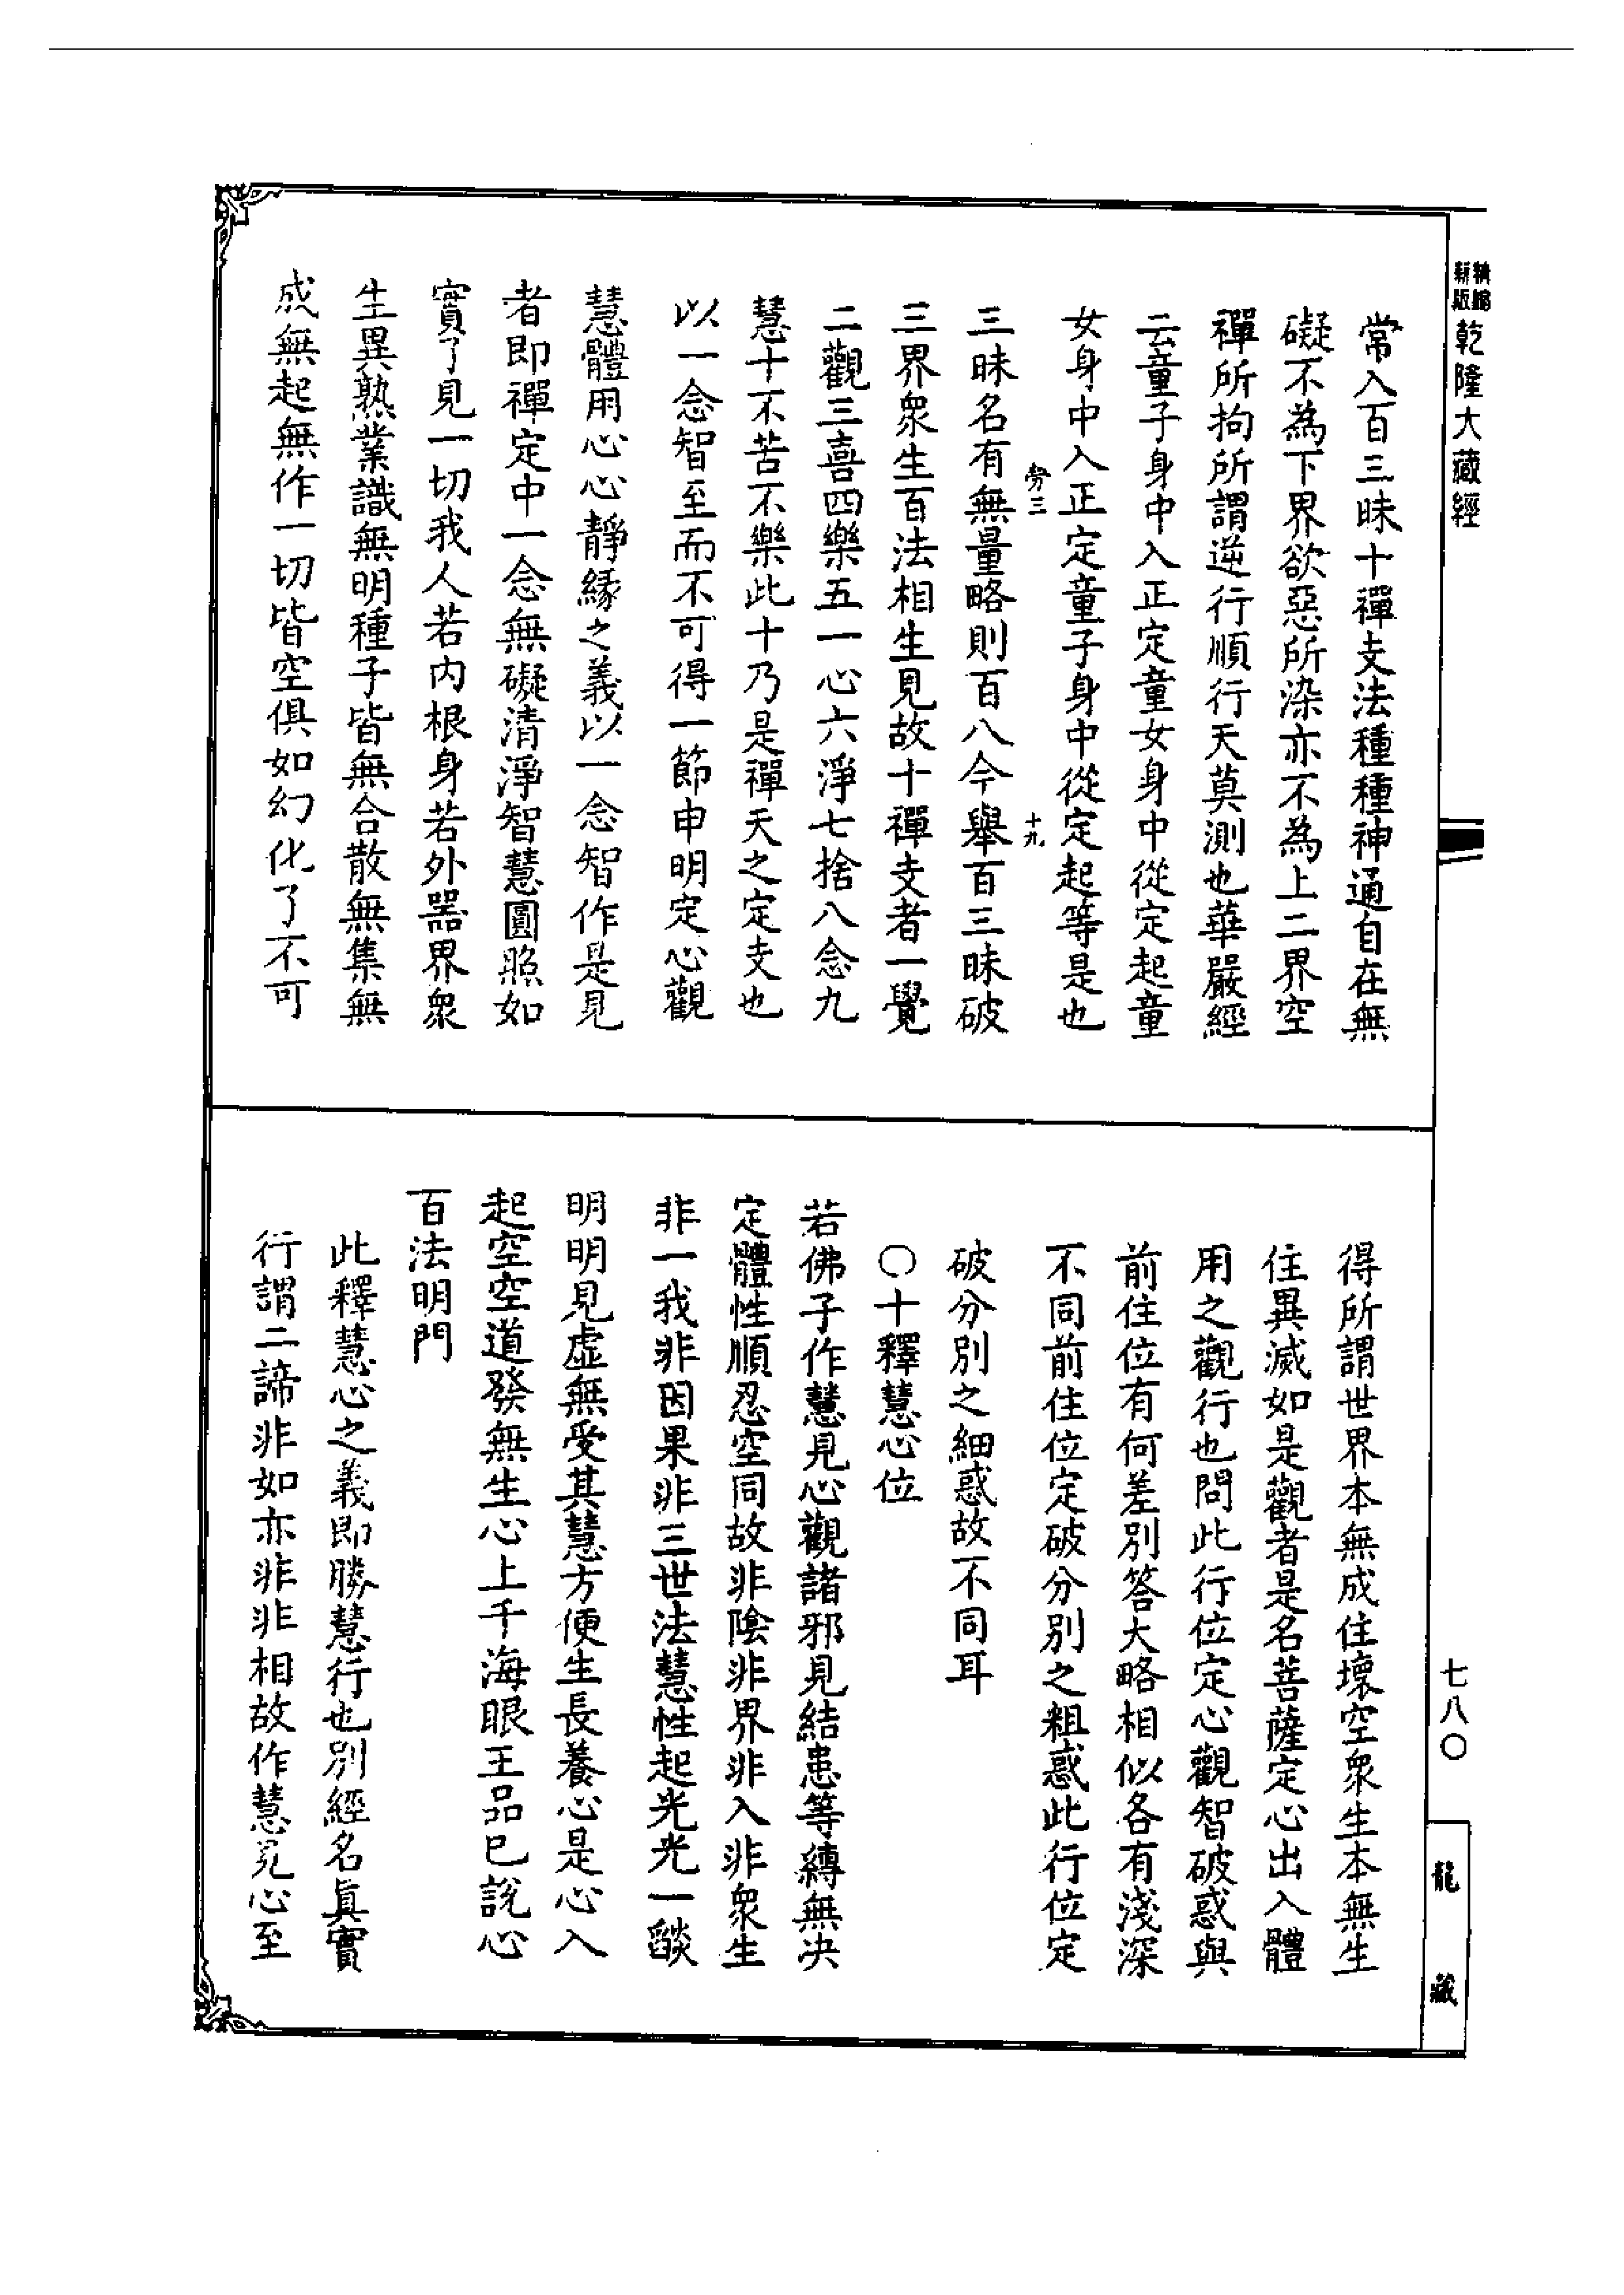 精縮
新版
乾隆大藏經
常入百三昧十禪支法種種神通自在無
礙不為下界欲惡所染亦不為上二界空
禪所拘所謂逆行順行天莫測也華嚴經
云童子身中入正定童女身中從定起童
女身中入正定童子身中從定起等是也
勞三
十九
三昧名有無量略則百八今舉百三昧破
三界眾生百法相生見故十禪支者一覺
二觀三喜四樂五一心六淨七捨八念九
慧十不苦不樂此十乃是禪天之定支也
以一念智至而不可得一節申明定心觀
慧體用心心靜緣之義以一念智作是見
者即禪定中一念無礙清淨智慧圓照如
實了見一切我人若內根身若外器界眾
生異熟業識無明種子皆無合散無集無
成無起無作一切皆空俱如幻化了不可
得所謂世界本無成住壞空眾生本無生
住異滅如是觀者是名菩薩定心出入體
用之觀行也問此行位定心觀智破惑與
前住位有何差別答大略相似各有淺深
不同前住位定破分別之粗惑此行位定
破分別之細惑故不同耳
○十釋慧心位
若佛子作慧見心觀諸邪見結患等縛無决
定體性順忍空同故非陰非界非入非眾生
非一我非因果非三世法慧性起光光一燄
明明見虛無受其慧方便生長養心是心入
起空空道發無生心上千海眼王品已說心
百法明門
此釋慧心之義即勝慧行也別經名真實
行謂二諦非如亦非非相故作慧見心至
七八〇
龍藏